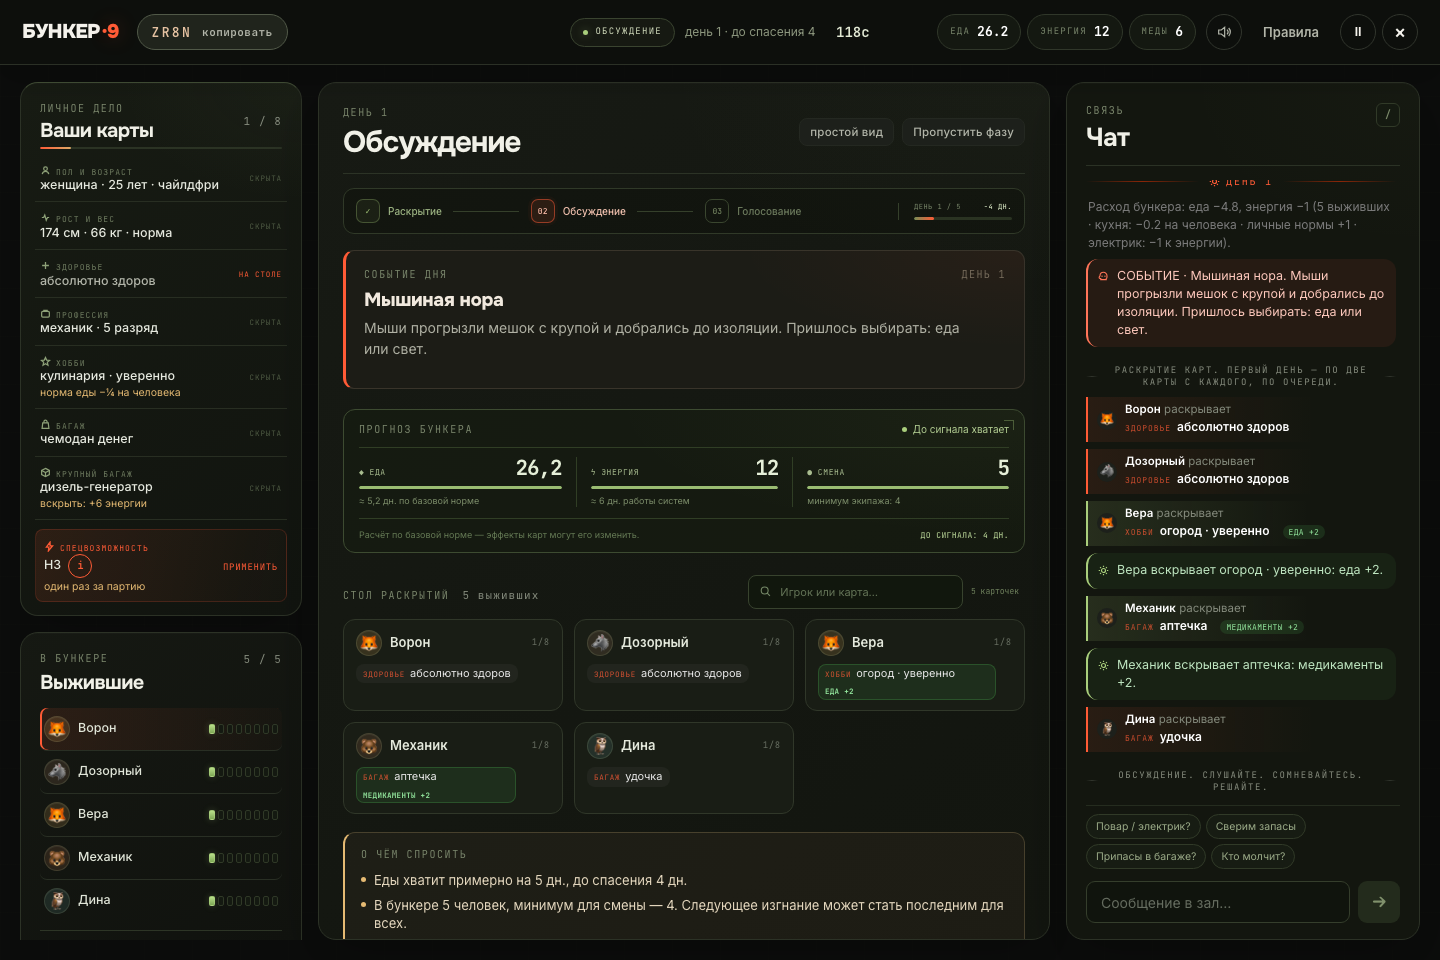 БУНКЕР·9
ZR8N копировать
ОБСУЖДЕНИЕ
день 1 · до спасения 4
118с
ЕДА 26.2
ЭНЕРГИЯ 12
МЕДЫ 6
Правила
ЛИЧНОЕ ДЕЛО
Ваши карты
1 / 8
ПОЛ И ВОЗРАСТ
женщина · 25 лет · чайлдфри
СКРЫТА
РОСТ И ВЕС
174 см · 66 кг · норма
СКРЫТА
ЗДОРОВЬЕ
абсолютно здоров
НА СТОЛЕ
ПРОФЕССИЯ
механик · 5 разряд
СКРЫТА
ХОББИ
кулинария · уверенно
норма еды −¼ на человека
СКРЫТА
БАГАЖ
чемодан денег
СКРЫТА
КРУПНЫЙ БАГАЖ
дизель-генератор
вскрыть: +6 энергии
СКРЫТА
СПЕЦВОЗМОЖНОСТЬ
НЗ i
ПРИМЕНИТЬ
один раз за партию
В БУНКЕРЕ
Выжившие
5 / 5
Ворон
Дозорный
Вера
Механик
Дина
ДЕНЬ 1
Обсуждение
простой вид
Пропустить фазу
✓ Раскрытие
02 Обсуждение
03 Голосование
ДЕНЬ 1 / 5
~4 ДН.
СОБЫТИЕ ДНЯ
ДЕНЬ 1
Мышиная нора
Мыши прогрызли мешок с крупой и добрались до изоляции. Пришлось выбирать: еда
или свет.
ПРОГНОЗ БУНКЕРА
До сигнала хватает
ЕДА 26,2
≈ 5,2 дн. по базовой норме
ЭНЕРГИЯ 12
≈ 6 дн. работы систем
СМЕНА 5
минимум экипажа: 4
Расчёт по базовой норме — эффекты карт могут его изменить.
ДО СИГНАЛА: 4 ДН.
СТОЛ РАСКРЫТИЙ 5 выживших
Игрок или карта...
5 карточек
Ворон 1/8
ЗДОРОВЬЕ абсолютно здоров
Дозорный 1/8
ЗДОРОВЬЕ абсолютно здоров
Вера 1/8
ХОББИ огород · уверенно
ЕДА +2
Механик 1/8
БАГАЖ аптечка
МЕДИКАМЕНТЫ +2
Дина 1/8
БАГАЖ удочка
О ЧЁМ СПРОСИТЬ
Еды хватит примерно на 5 дн., до спасения 4 дн.
В бункере 5 человек, минимум для смены — 4. Следующее изгнание может стать последним для
всех.
СВЯЗЬ
Чат
/
ДЕНЬ 1
Расход бункера: еда −4.8, энергия −1 (5 выживших
· кухня: −0.2 на человека · личные нормы +1 ·
электрик: −1 к энергии).
СОБЫТИЕ · Мышиная нора. Мыши
прогрызли мешок с крупой и добрались до
изоляции. Пришлось выбирать: еда или
свет.
РАСКРЫТИЕ КАРТ. ПЕРВЫЙ ДЕНЬ — ПО ДВЕ
КАРТЫ С КАЖДОГО, ПО ОЧЕРЕДИ.
Ворон раскрывает
ЗДОРОВЬЕ абсолютно здоров
Дозорный раскрывает
ЗДОРОВЬЕ абсолютно здоров
Вера раскрывает
ХОББИ огород · уверенно ЕДА +2
Вера вскрывает огород · уверенно: еда +2.
Механик раскрывает
БАГАЖ аптечка МЕДИКАМЕНТЫ +2
Механик вскрывает аптечка: медикаменты
+2.
Дина раскрывает
БАГАЖ удочка
ОБСУЖДЕНИЕ. СЛУШАЙТЕ. СОМНЕВАЙТЕСЬ.
РЕШАЙТЕ.
Повар / электрик?
Сверим запасы
Припасы в багаже?
Кто молчит?
Сообщение в зал...